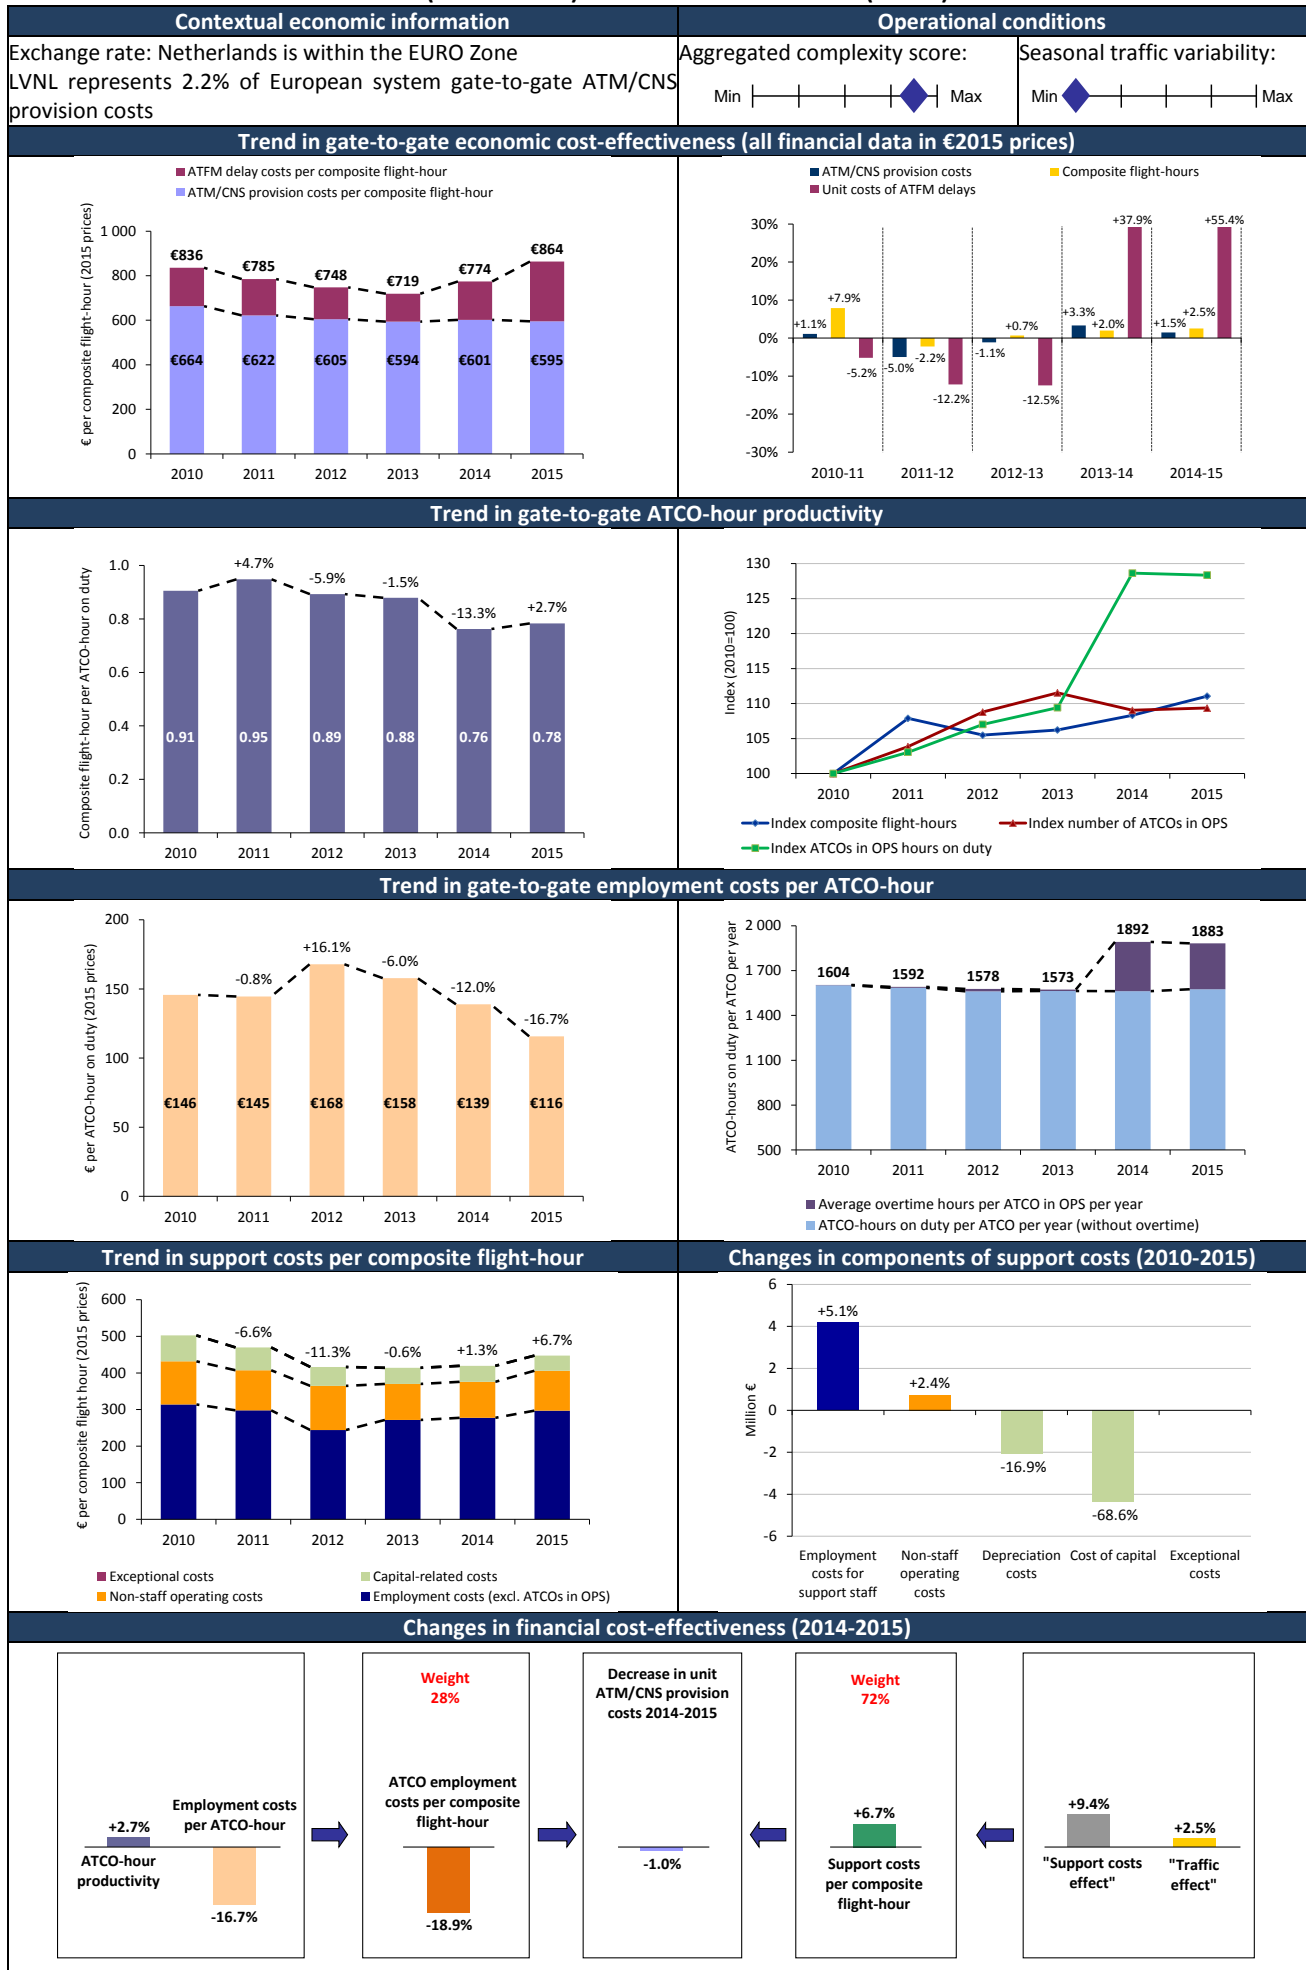 Contextual economic information
Operational conditions
Exchange rate: Netherlands is within the EURO Zone
LVNL represents 2.2% of European system gate-to-gate ATM/CNS
provision costs
Aggregated complexity score:
Min Max
Seasonal traffic variability:
Min Max
Trend in gate-to-gate economic cost-effectiveness (all financial data in €2015 prices)
ATFM delay costs per composite flight-hour
ATM/CNS provision costs per composite flight-hour
€ per composite flight-hour (2015 prices)
1 000
800
600
400
200
0
€836 €785 €748 €719 €774 €864
€664 €622 €605 €594 €601 €595
2010 2011 2012 2013 2014 2015
ATM/CNS provision costs
Composite flight-hours
Unit costs of ATFM delays
30%
20%
10%
0%
-10%
-20%
-30%
+1.1% +7.9% -5.2%
-5.0% -2.2% -12.2%
-1.1% +0.7% -12.5%
+3.3% +2.0% +37.9%
+1.5% +2.5% +55.4%
2010-11 2011-12 2012-13 2013-14 2014-15
Trend in gate-to-gate ATCO-hour productivity
Composite flight-hour per ATCO-hour on duty
1.0
0.8
0.6
0.4
0.2
0.0
+4.7% -5.9% -1.5% -13.3% +2.7%
0.91 0.95 0.89 0.88 0.76 0.78
2010 2011 2012 2013 2014 2015
Index (2010=100)
130
125
120
115
110
105
100
2010 2011 2012 2013 2014 2015
Index composite flight-hours
Index number of ATCOs in OPS
Index ATCOs in OPS hours on duty
Trend in gate-to-gate employment costs per ATCO-hour
€ per ATCO-hour on duty (2015 prices)
200
150
100
50
0
-0.8% +16.1% -6.0% -12.0% -16.7%
€146 €145 €168 €158 €139 €116
2010 2011 2012 2013 2014 2015
ATCO-hours on duty per ATCO per year
2 000
1 700
1 400
1 100
800
500
1604 1592 1578 1573 1892 1883
2010 2011 2012 2013 2014 2015
Average overtime hours per ATCO in OPS per year
ATCO-hours on duty per ATCO per year (without overtime)
Trend in support costs per composite flight-hour
€ per composite flight hour (2015 prices)
600
500
400
300
200
100
0
-6.6% -11.3% -0.6% +1.3% +6.7%
2010 2011 2012 2013 2014 2015
Exceptional costs
Capital-related costs
Non-staff operating costs
Employment costs (excl. ATCOs in OPS)
Changes in components of support costs (2010-2015)
Million €
6
4
2
0
-2
-4
-6
+5.1%
+2.4%
-16.9%
-68.6%
Employment
costs for
support staff
Non-staff
operating
costs
Depreciation
costs
Cost of capital
Exceptional
costs
Changes in financial cost-effectiveness (2014-2015)
+2.7%
ATCO-hour
productivity
Employment costs
per ATCO-hour
-16.7%
Weight
28%
ATCO employment
costs per composite
flight-hour
-18.9%
Decrease in unit
ATM/CNS provision
costs 2014-2015
-1.0%
Weight
72%
+6.7%
Support costs
per composite
flight-hour
+9.4%
"Support costs
effect"
+2.5%
"Traffic
effect"